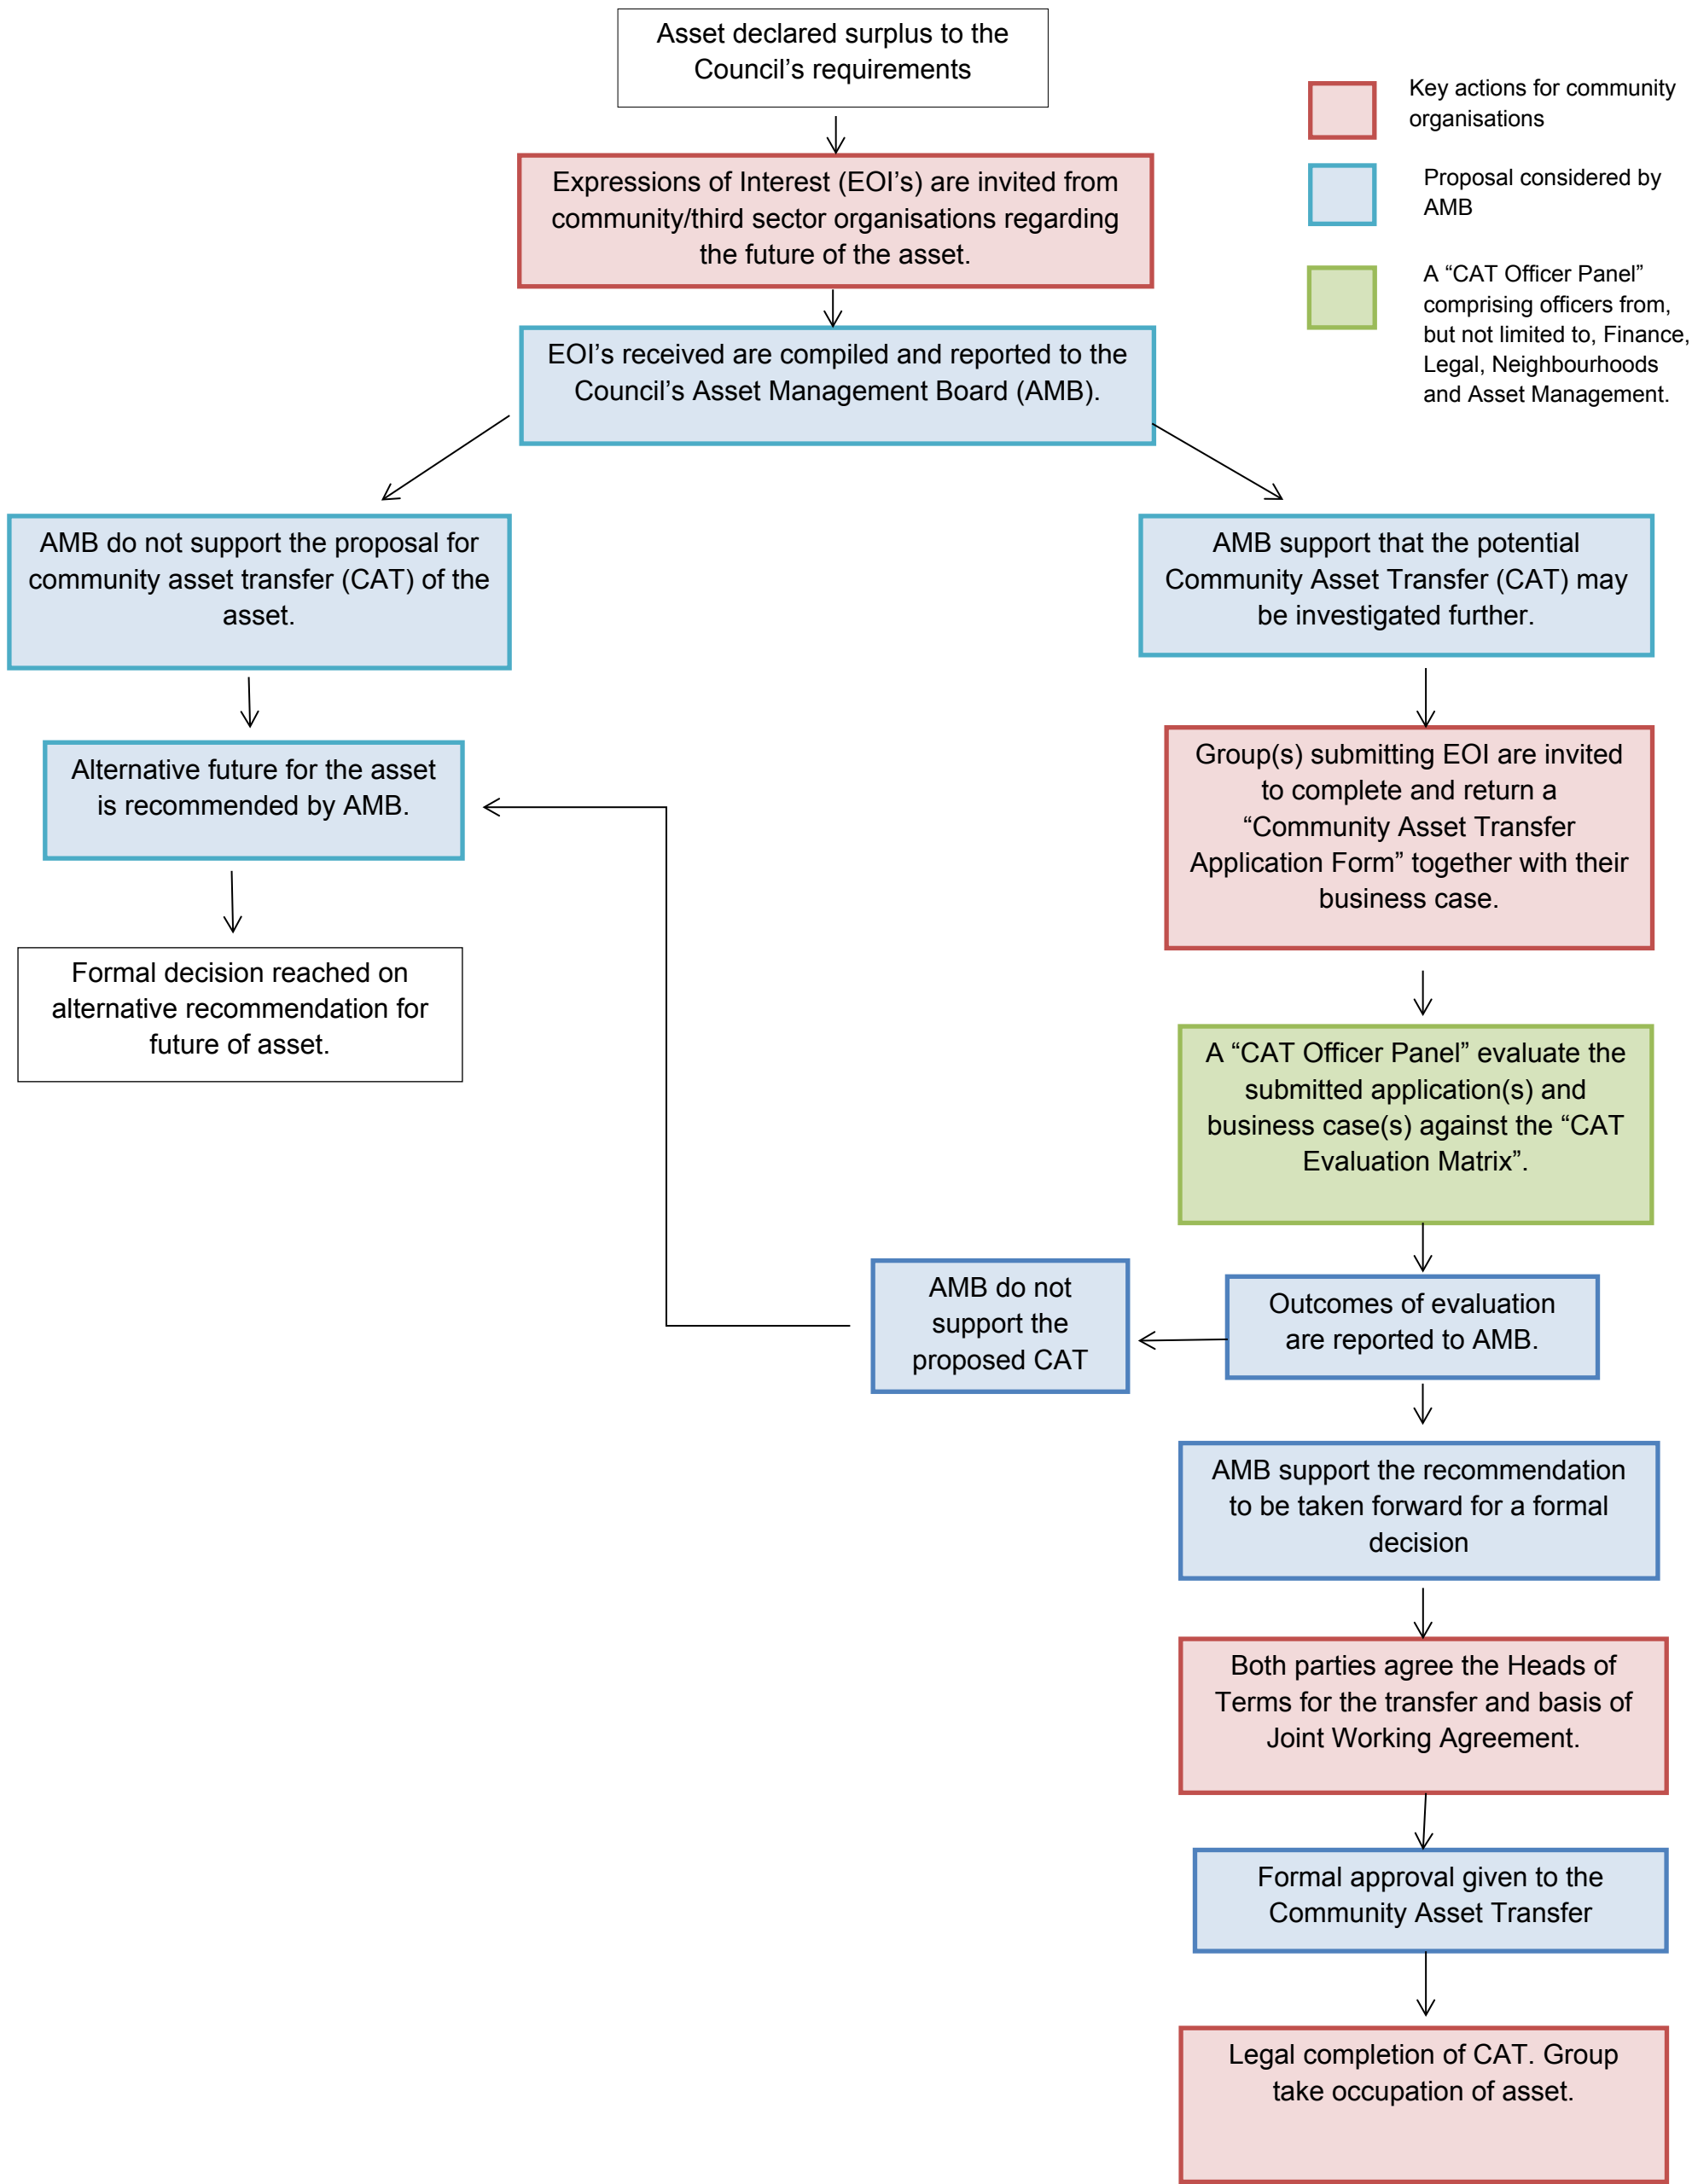 Asset declared surplus to the
Council’s requirements
Key actions for community
organisations
Proposal considered by
AMB
A “CAT Officer Panel”
comprising officers from,
but not limited to, Finance,
Legal, Neighbourhoods
and Asset Management.
Expressions of Interest (EOI’s) are invited from
community/third sector organisations regarding
the future of the asset.
EOI’s received are compiled and reported to the
Council’s Asset Management Board (AMB).
AMB do not support the proposal for
community asset transfer (CAT) of the
asset.
Alternative future for the asset
is recommended by AMB.
Formal decision reached on
alternative recommendation for
future of asset.
AMB support that the potential
Community Asset Transfer (CAT) may
be investigated further.
Group(s) submitting EOI are invited
to complete and return a
“Community Asset Transfer
Application Form” together with their
business case.
A “CAT Officer Panel” evaluate the
submitted application(s) and
business case(s) against the “CAT
Evaluation Matrix”.
Outcomes of evaluation
are reported to AMB.
AMB do not
support the
proposed CAT
AMB support the recommendation
to be taken forward for a formal
decision
Both parties agree the Heads of
Terms for the transfer and basis of
Joint Working Agreement.
Formal approval given to the
Community Asset Transfer
Legal completion of CAT. Group
take occupation of asset.